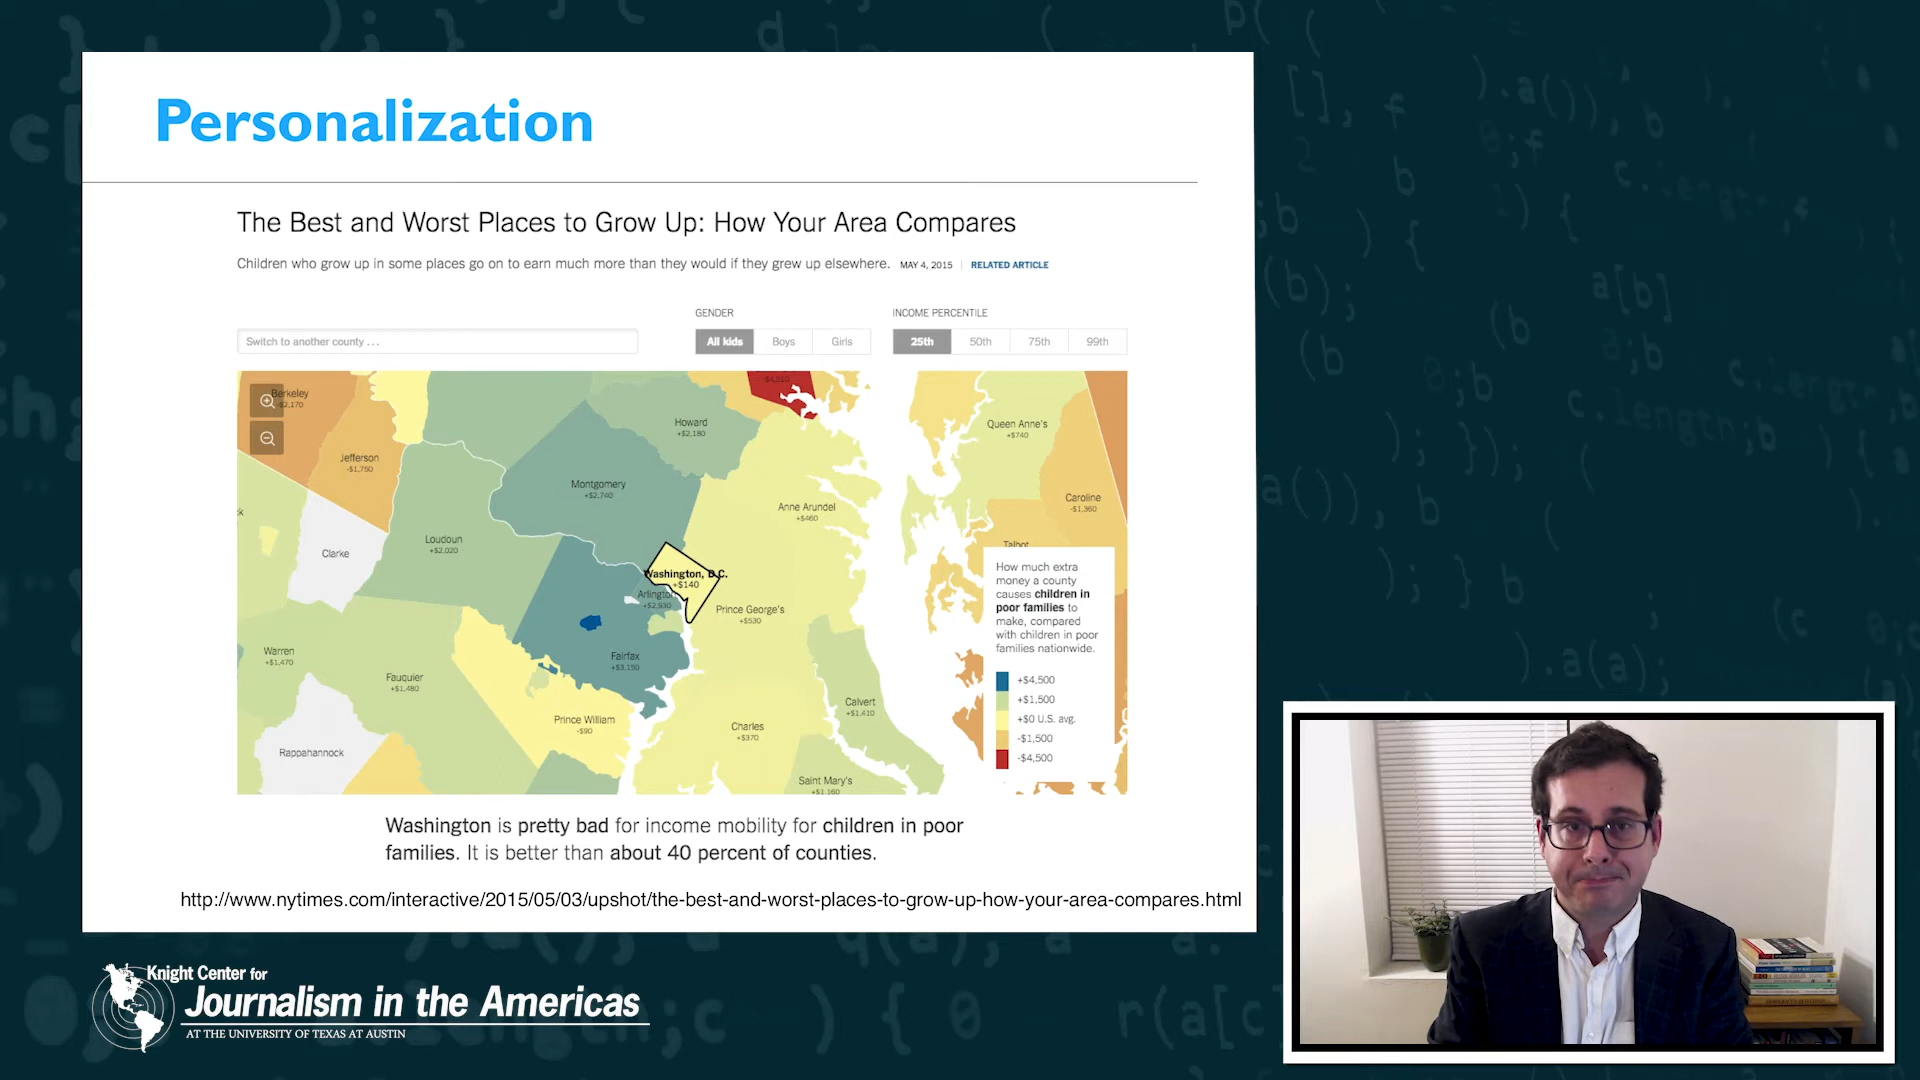 Personalization
The Best and Worst Places to Grow Up: How Your Area Compares
Children who grow up in some places go on to earn much more than they would if they grew up elsewhere. MAY 4, 2015 | RELATED ARTICLE
GENDER
INCOME PERCENTILE
Switch to another county ...
All kids
Boys
Girls
25th
50th
75th
99th
Berkeley
Jefferson
-$1,750
Clarke
Loudoun
+$2,020
Montgomery
+$2,740
Howard
+$2,180
Anne Arundel
+$460
Queen Anne's
+$740
Caroline
-$1,360
Talbot
Washington, D.C.
+$140
Arlington
+$2,930
Prince George's
+$530
Fairfax
+$3,150
Warren
+$1,470
Fauquier
+$1,480
Prince William
-$90
Charles
+$370
Calvert
+$1,410
Rappahannock
Saint Mary's
+$1,160
How much extra
money a county
causes children in
poor families to
make, compared
with children in poor
families nationwide.
+$4,500
+$1,500
+$0 U.S. avg.
-$1,500
-$4,500
Washington is pretty bad for income mobility for children in poor
families. It is better than about 40 percent of counties.
http://www.nytimes.com/interactive/2015/05/03/upshot/the-best-and-worst-places-to-grow-up-how-your-area-compares.html
Knight Center for
Journalism in the Americas
AT THE UNIVERSITY OF TEXAS AT AUSTIN